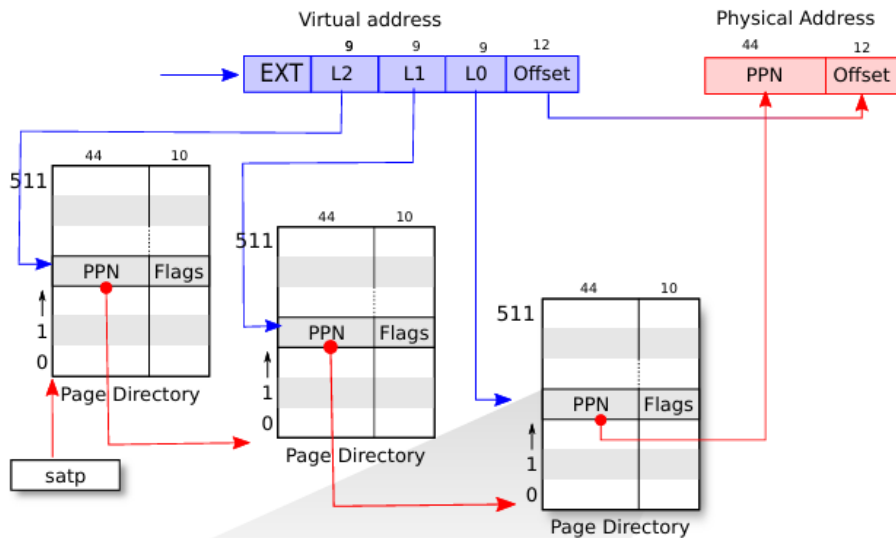 Virtual address
Physical Address
9 9 9 12
44 12
EXT L2 L1 L0 Offset
PPN Offset
44 10
511
PPN Flags
1
0
Page Directory
satp
44 10
511
PPN Flags
1
0
Page Directory
44 10
511
PPN Flags
1
0
Page Directory